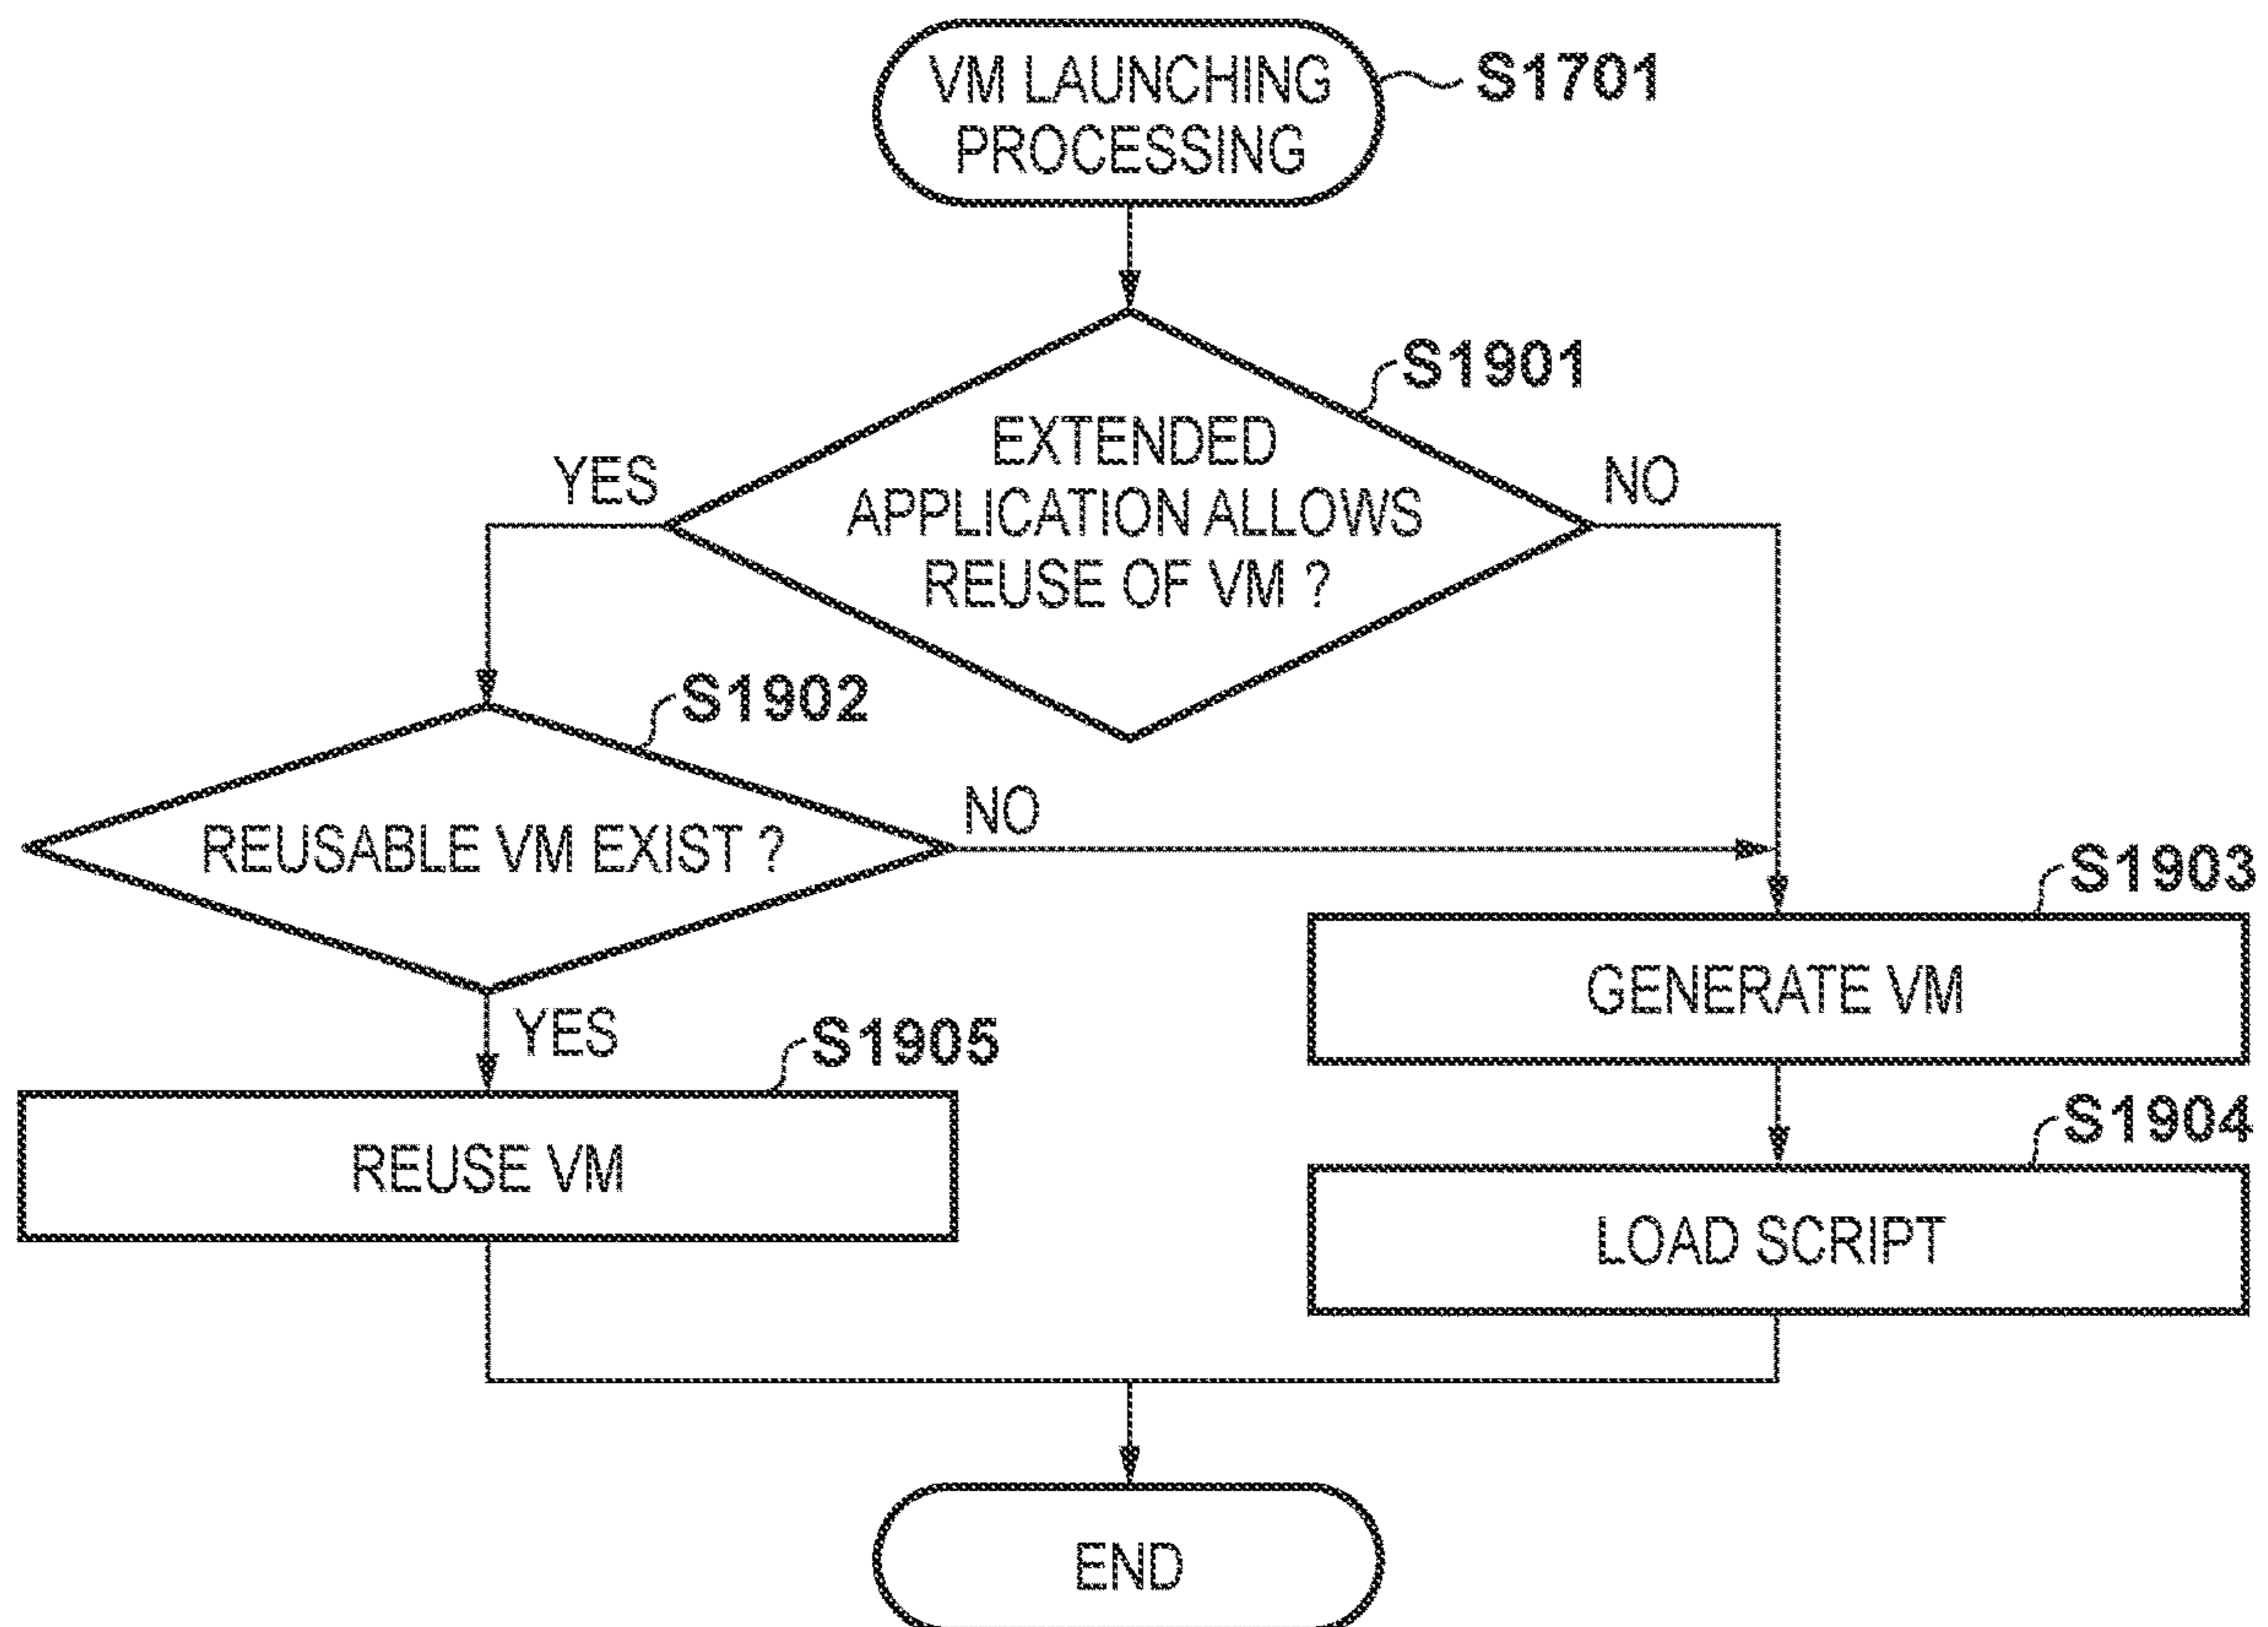 VM LAUNCHING
PROCESSING
S1701
S1901
EXTENDED
APPLICATION ALLOWS
REUSE OF VM ?
YES
NO
S1902
REUSABLE VM EXIST ?
NO
YES
S1903
GENERATE VM
S1905
REUSE VM
S1904
LOAD SCRIPT
END